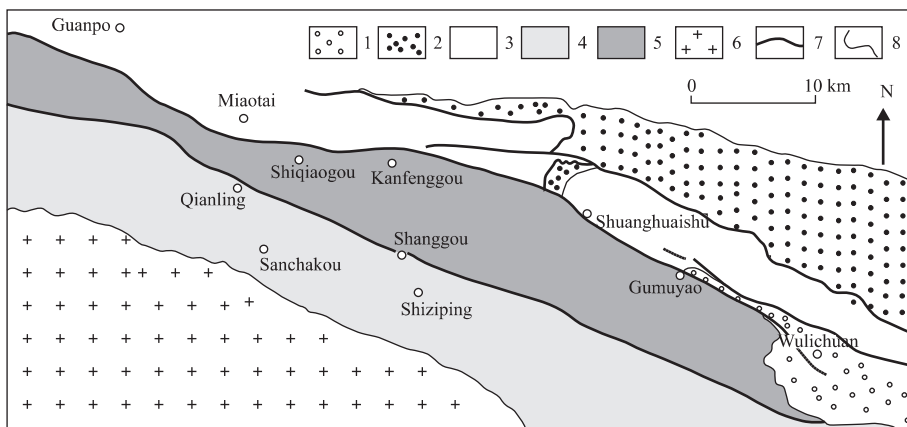 Guanpo
1 2 3 4 5 6 7 8
0 10 km
N
Miaotai
Shiqiaogou
Kanfenggou
Qianling
Shuanghuaishu
Shanggou
Sanchakou
Gumuyao
Shiziping
Wulichuan